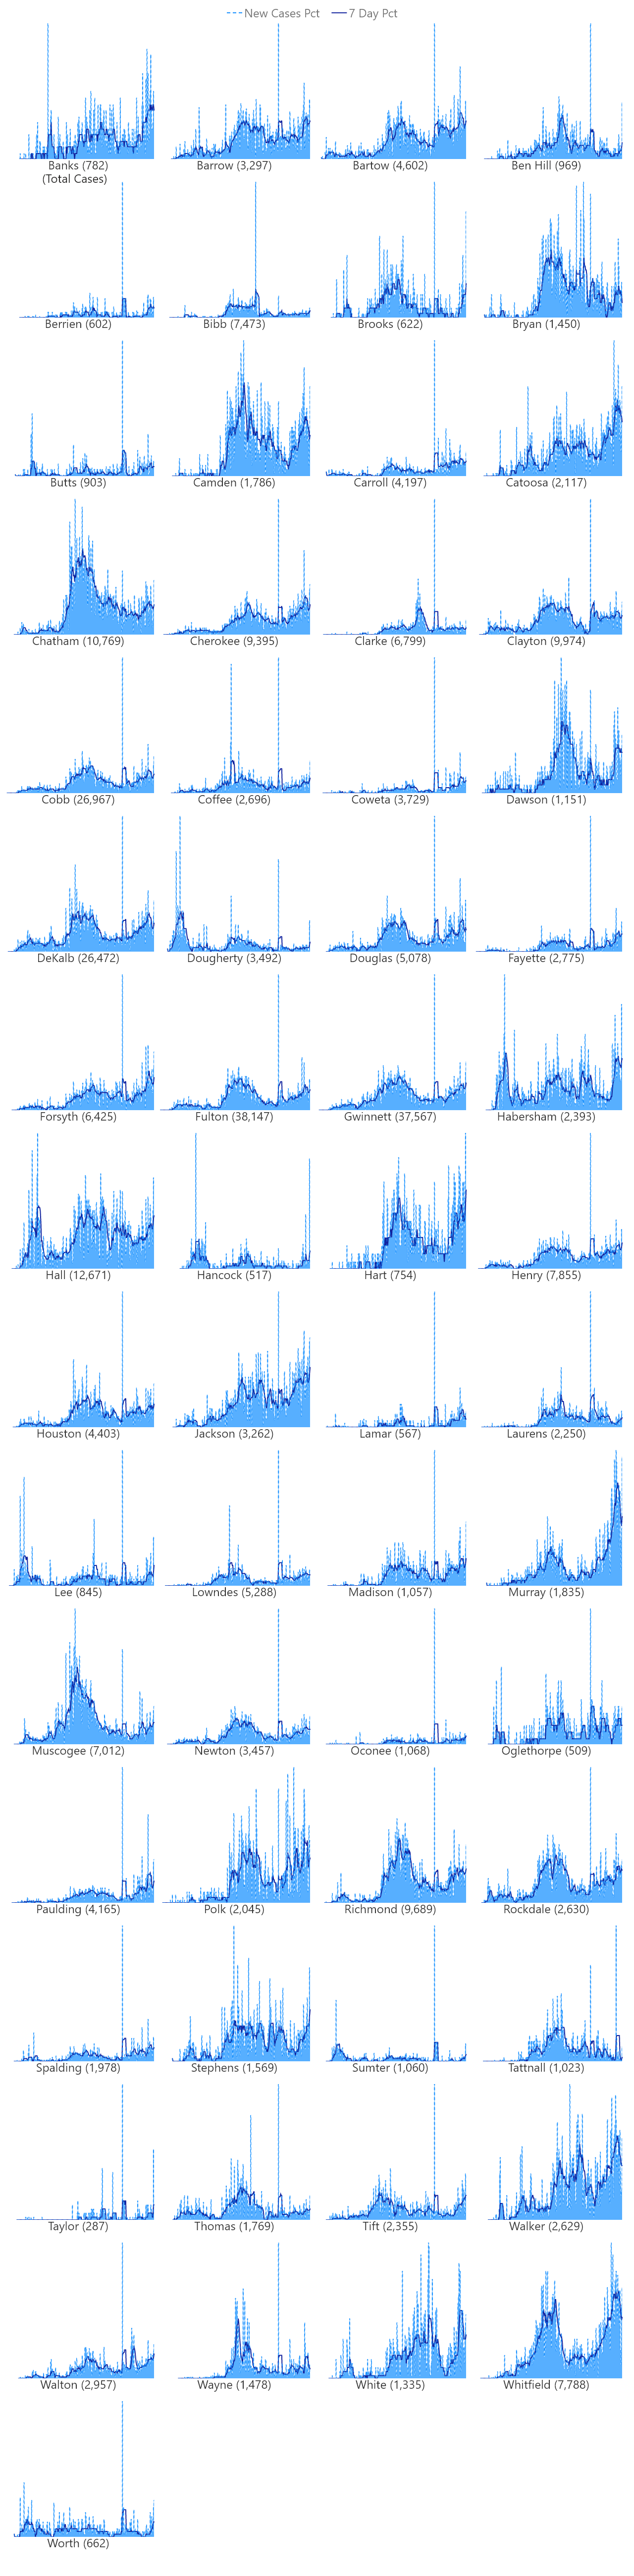 New Cases Pct 7 Day Pct
Banks (782) Barrow (3,297) Bartow (4,602) Ben Hill (969)
(Total Cases)
Berrien (602) Bibb (7,473) Brooks (622) Bryan (1,450)
Butts (903) Camden (1,786) Carroll (4,197) Catoosa (2,117)
Chatham (10,769) Cherokee (9,395) Clarke (6,799) Clayton (9,974)
Cobb (26,967) Coffee (2,696) Coweta (3,729) Dawson (1,151)
DeKalb (26,472) Dougherty (3,492) Douglas (5,078) Fayette (2,775)
Forsyth (6,425) Fulton (38,147) Gwinnett (37,567) Habersham (2,393)
Hall (12,671) Hancock (517) Hart (754) Henry (7,855)
Houston (4,403) Jackson (3,262) Lamar (567) Laurens (2,250)
Lee (845) Lowndes (5,288) Madison (1,057) Murray (1,835)
Muscogee (7,012) Newton (3,457) Oconee (1,068) Oglethorpe (509)
Paulding (4,165) Polk (2,045) Richmond (9,689) Rockdale (2,630)
Spalding (1,978) Stephens (1,569) Sumter (1,060) Tattnall (1,023)
Taylor (287) Thomas (1,769) Tift (2,355) Walker (2,629)
Walton (2,957) Wayne (1,478) White (1,335) Whitfield (7,788)
Worth (662)